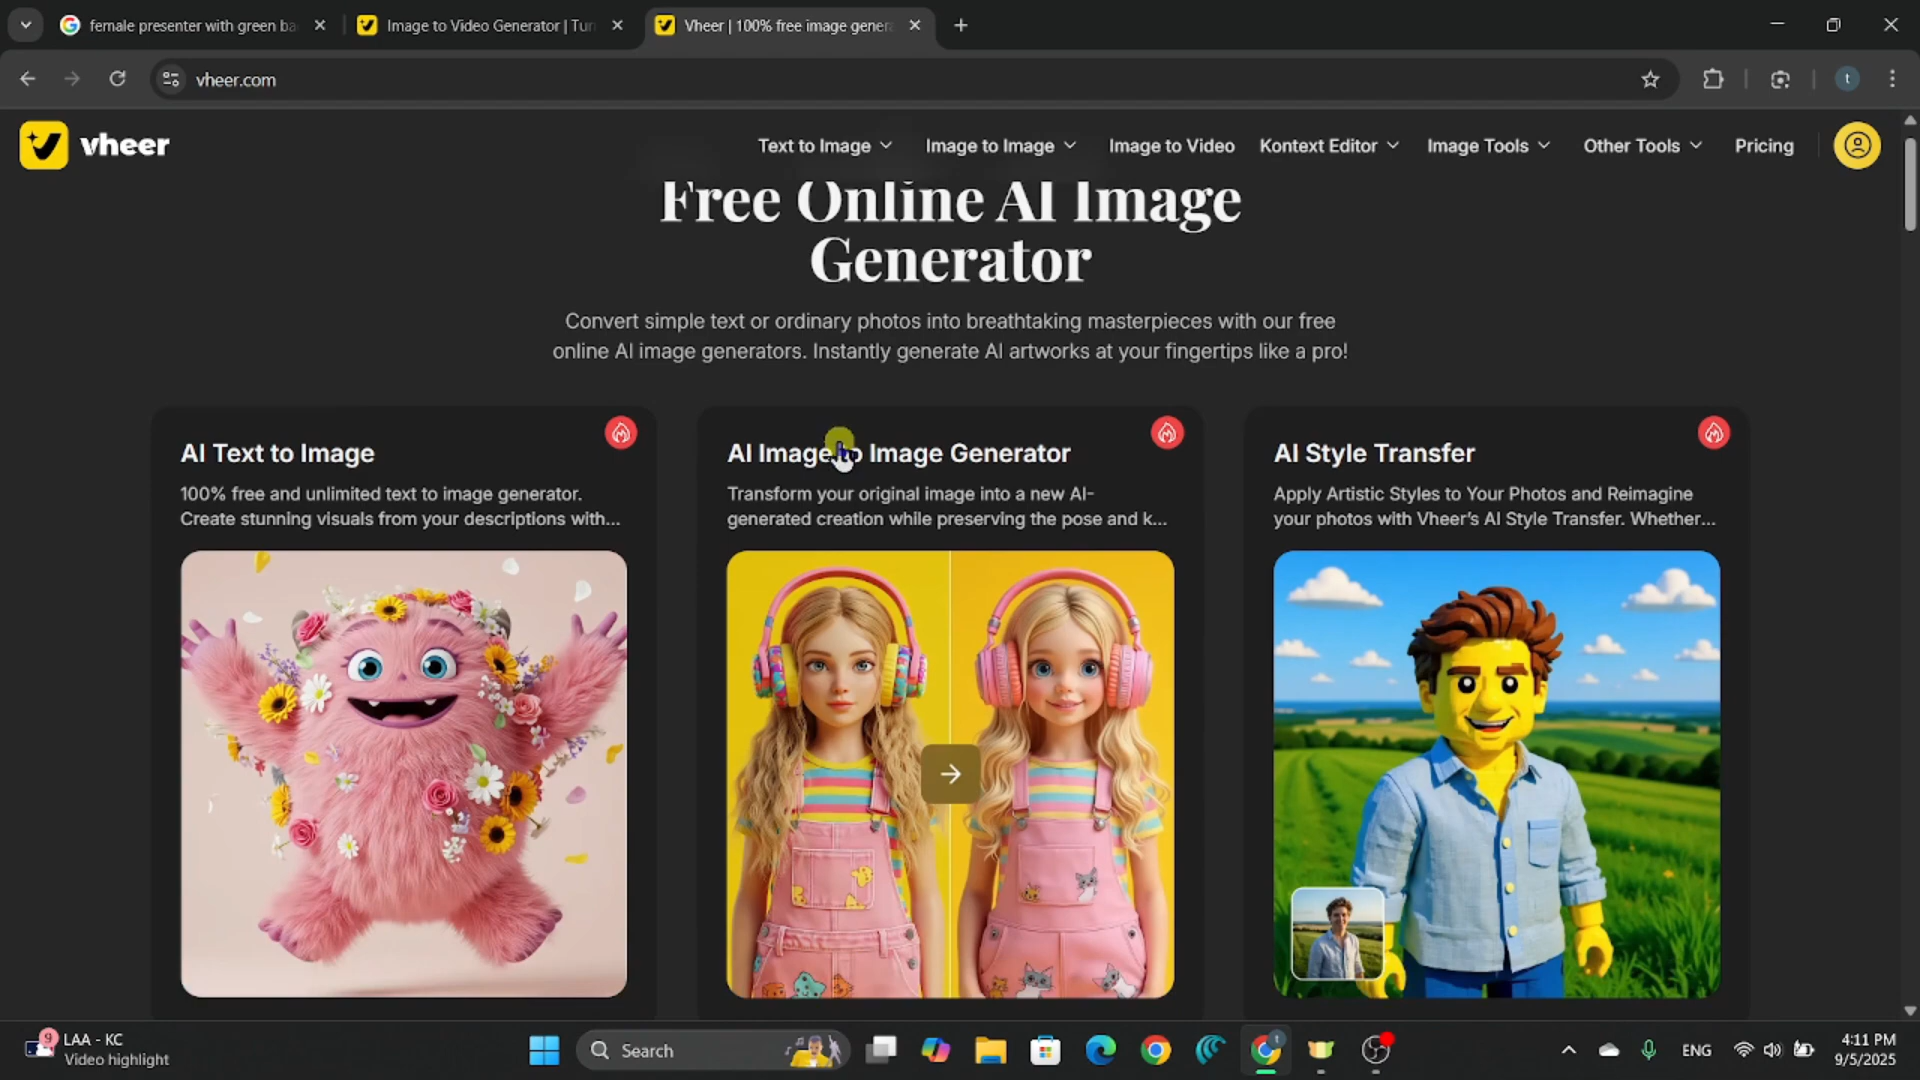 female presenter with green ba
Image to Video Generator | Tur
Vheer | 100% free image genera
vheer.com
t
vheer
Text to Image
Image to Image
Image to Video
Kontext Editor
Image Tools
Other Tools
Pricing
Free Online AI Image
Generator
Convert simple text or ordinary photos into breathtaking masterpieces with our free
online AI image generators. Instantly generate AI artworks at your fingertips like a pro!
AI Text to Image
100% free and unlimited text to image generator.
Create stunning visuals from your descriptions with...
AI Image to Image Generator
Transform your original image into a new AI-
generated creation while preserving the pose and k...
AI Style Transfer
Apply Artistic Styles to Your Photos and Reimagine
your photos with Vheer's AI Style Transfer. Whether...
9
LAA - KC
Video highlight
Search
1
ENG
4:11 PM
9/5/2025